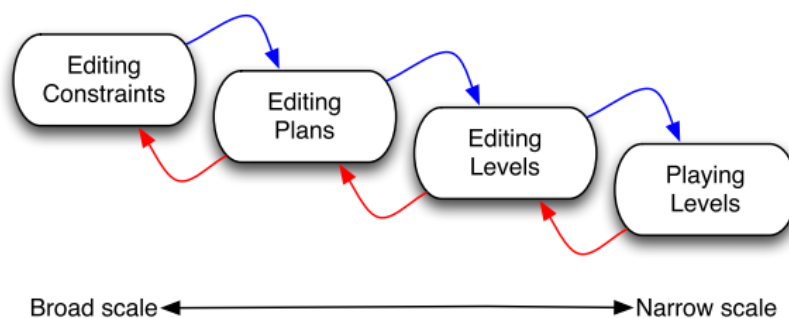 Editing
Constraints
Editing
Plans
Editing
Levels
Playing
Levels
Broad scale
Narrow scale